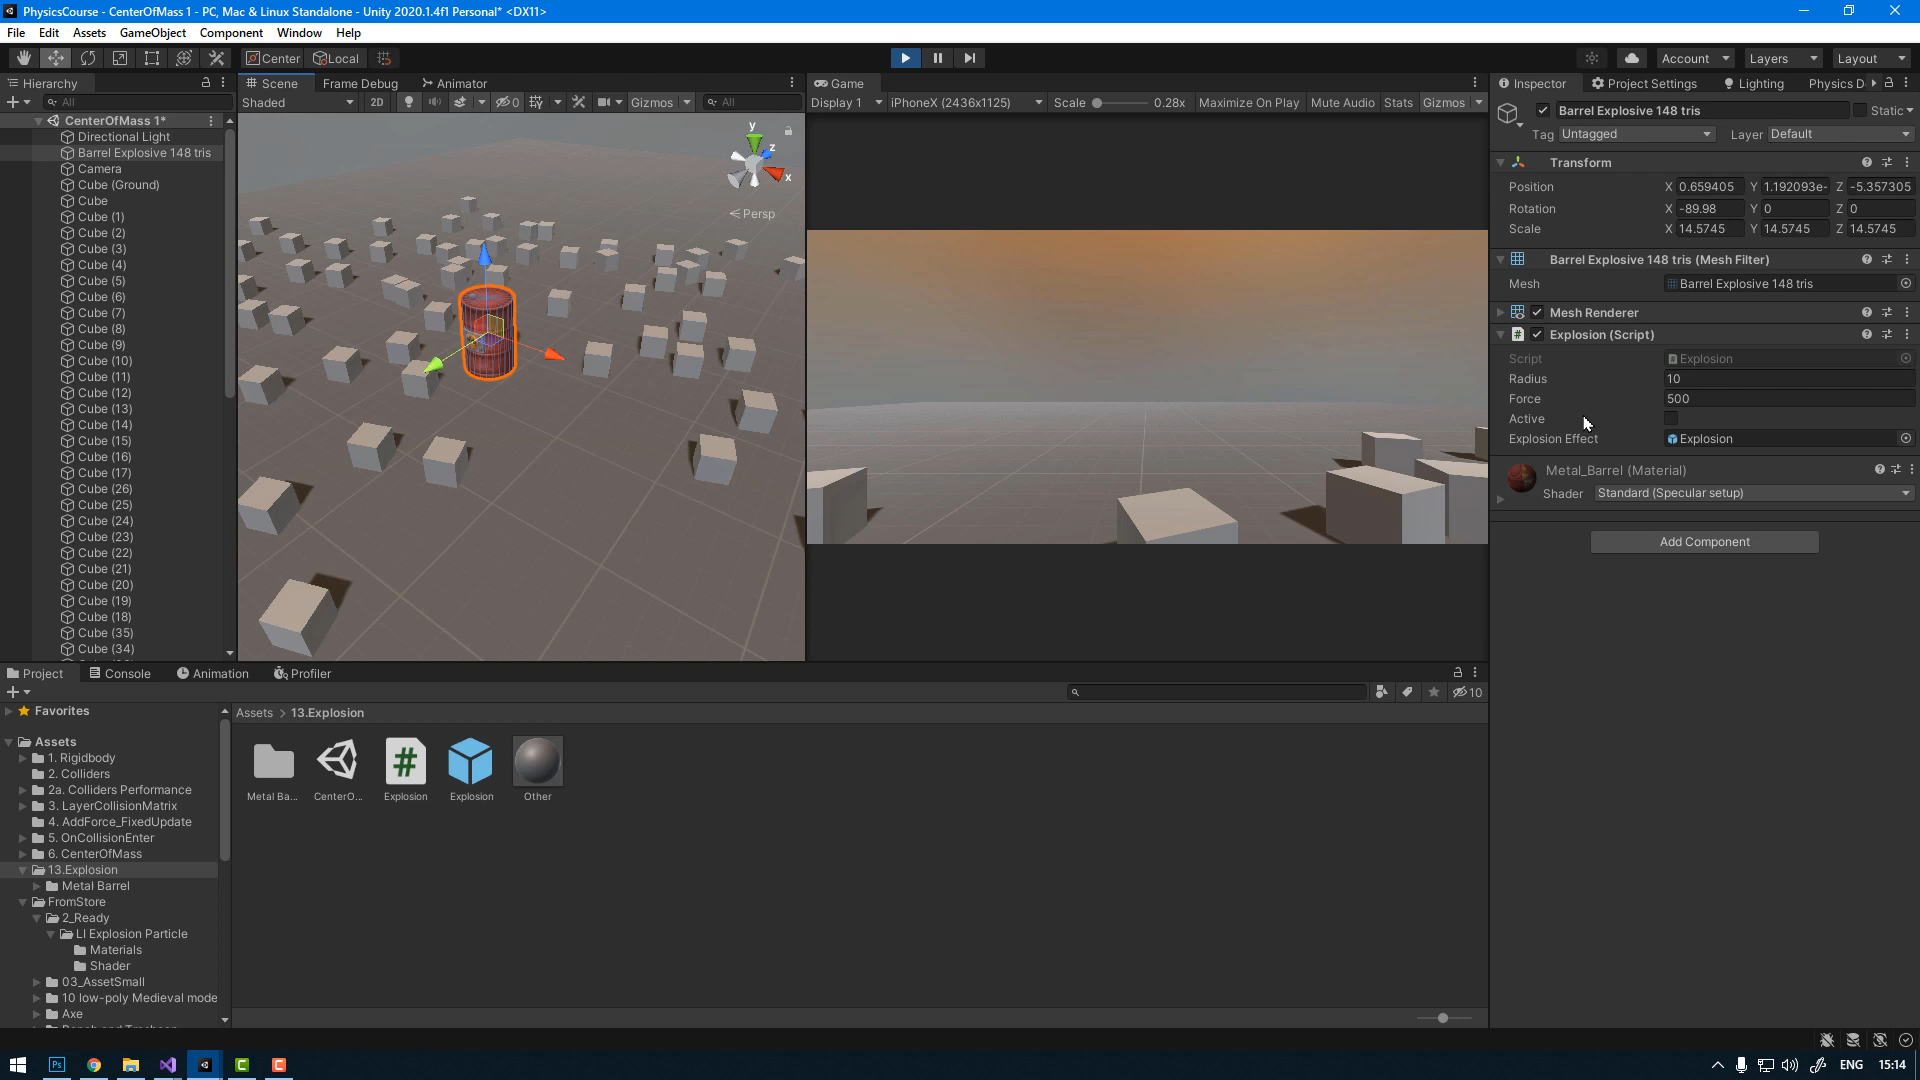 PhysicsCourse - CenterOfMass 1 - PC, Mac & Linux Standalone - Unity 2020.1.4f1 Personal* <DX11>
File Edit Assets GameObject Component Window Help
Center Local
Account Layers Layout
Hierarchy
All
CenterOfMass 1*
Directional Light
Barrel Explosive 148 tris
Camera
Cube (Ground)
Cube
Cube (1)
Cube (2)
Cube (3)
Cube (4)
Cube (5)
Cube (6)
Cube (7)
Cube (8)
Cube (9)
Cube (10)
Cube (11)
Cube (12)
Cube (13)
Cube (14)
Cube (15)
Cube (16)
Cube (17)
Cube (26)
Cube (25)
Cube (24)
Cube (23)
Cube (22)
Cube (21)
Cube (20)
Cube (19)
Cube (18)
Cube (35)
Cube (34)
Scene Frame Debug Animator
Shaded 2D 0 Gizmos All
y
z
x
Persp
Game
Display 1 iPhoneX (2436x1125) Scale 0.28x Maximize On Play Mute Audio Stats Gizmos
Inspector Project Settings Lighting Physics D
Barrel Explosive 148 tris Static
Tag Untagged Layer Default
Transform
Position X 0.659405 Y 1.192093e- Z -5.357305
Rotation X -89.98 Y 0 Z 0
Scale X 14.5745 Y 14.5745 Z 14.5745
Barrel Explosive 148 tris (Mesh Filter)
Mesh Barrel Explosive 148 tris
Mesh Renderer
# Explosion (Script)
Script Explosion
Radius 10
Force 500
Active
Explosion Effect Explosion
Metal_Barrel (Material)
Shader Standard (Specular setup)
Add Component
Project Console Animation Profiler
10
Favorites
Assets
1. Rigidbody
2. Colliders
2a. Colliders Performance
3. LayerCollisionMatrix
4. AddForce_FixedUpdate
5. OnCollisionEnter
6. CenterOfMass
13.Explosion
Metal Barrel
FromStore
2_Ready
LI Explosion Particle
Materials
Shader
03_AssetSmall
10 low-poly Medieval mode
Axe
Assets > 13.Explosion
#
Metal Ba... CenterO... Explosion Explosion Other
Ps C C
ENG 15:14